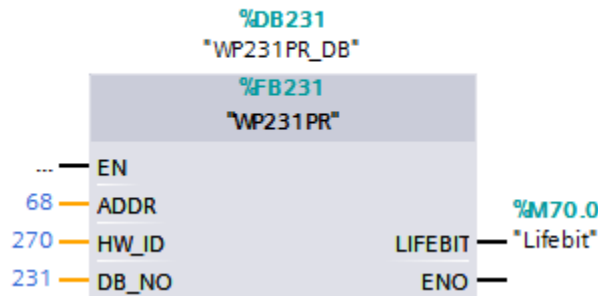 %DB231
"WP231PR_DB"
%FB231
"WP231PR"
... EN
68 ADDR
%M70.0
270 HW_ID LIFEBIT "Lifebit"
231 DB_NO ENO